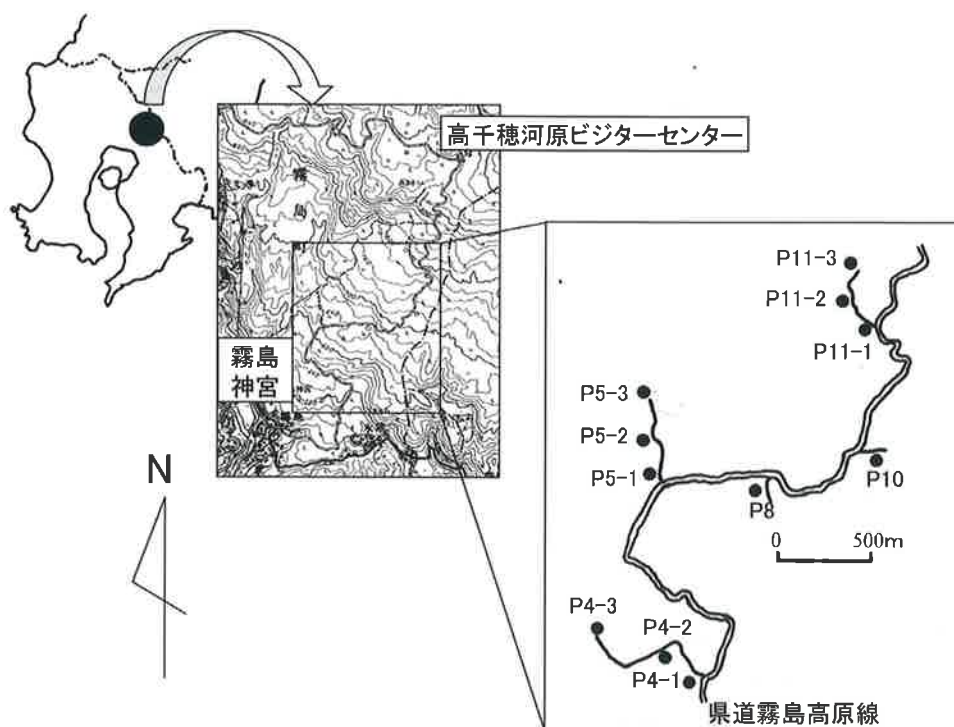 高千穂河原ビジターセンター
霧
島
霧島
神宮
N
P11-3
P11-2
P11-1
P5-3
P5-2
P5-1
P10
P8
0 500m
P4-3
P4-2
P4-1
県道霧島高原線